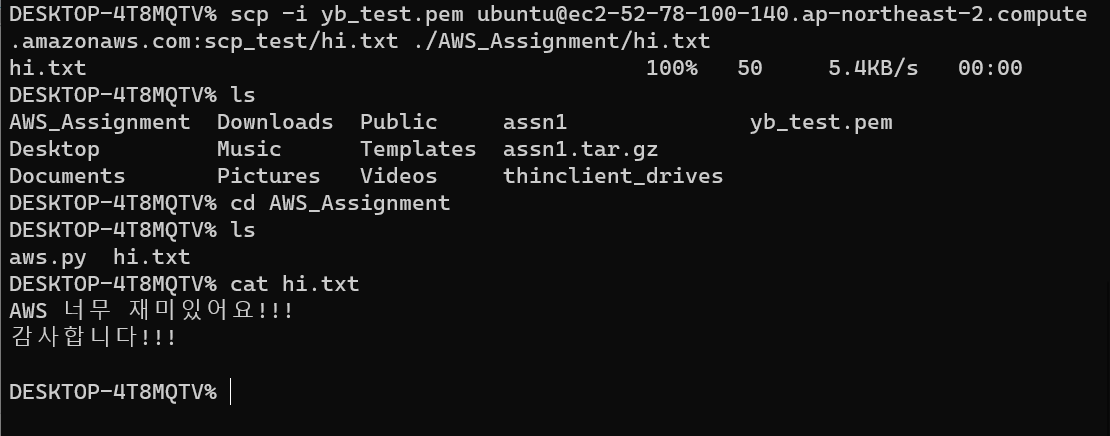 DESKTOP-4T8MQTV% scp -i yb_test.pem ubuntu@ec2-52-78-100-140.ap-northeast-2.compute
.amazonaws.com:scp_test/hi.txt ./AWS_Assignment/hi.txt
hi.txt 100% 50 5.4KB/s 00:00
DESKTOP-4T8MQTV% ls
AWS_Assignment Downloads Public assn1 yb_test.pem
Desktop Music Templates assn1.tar.gz
Documents Pictures Videos thinclient_drives
DESKTOP-4T8MQTV% cd AWS_Assignment
DESKTOP-4T8MQTV% ls
aws.py hi.txt
DESKTOP-4T8MQTV% cat hi.txt
AWS 너무 재미있어요!!!
감사합니다!!!
DESKTOP-4T8MQTV%